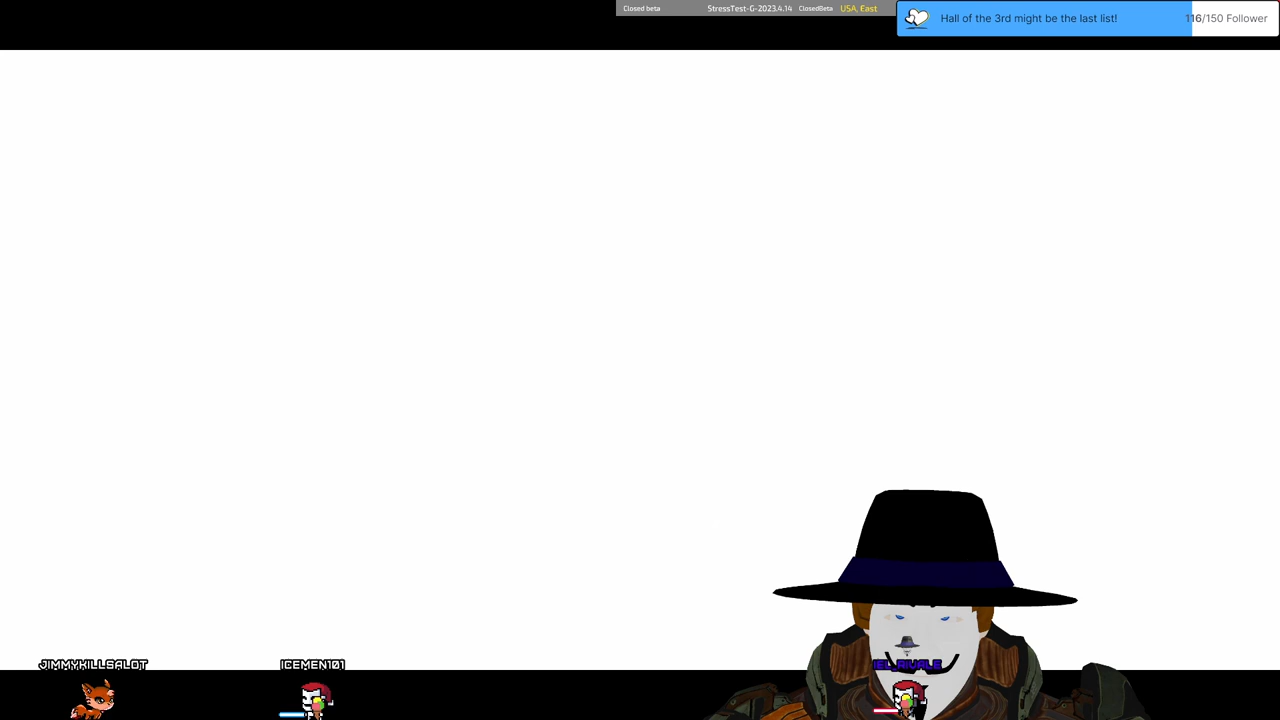 Closed beta StressTest-G-2023.4.14 ClosedBeta USA, East
Hall of the 3rd might be the last list! 116/150 Follower
JIMMYKILLSALOT ICEMEN101 IEL_RIVALE